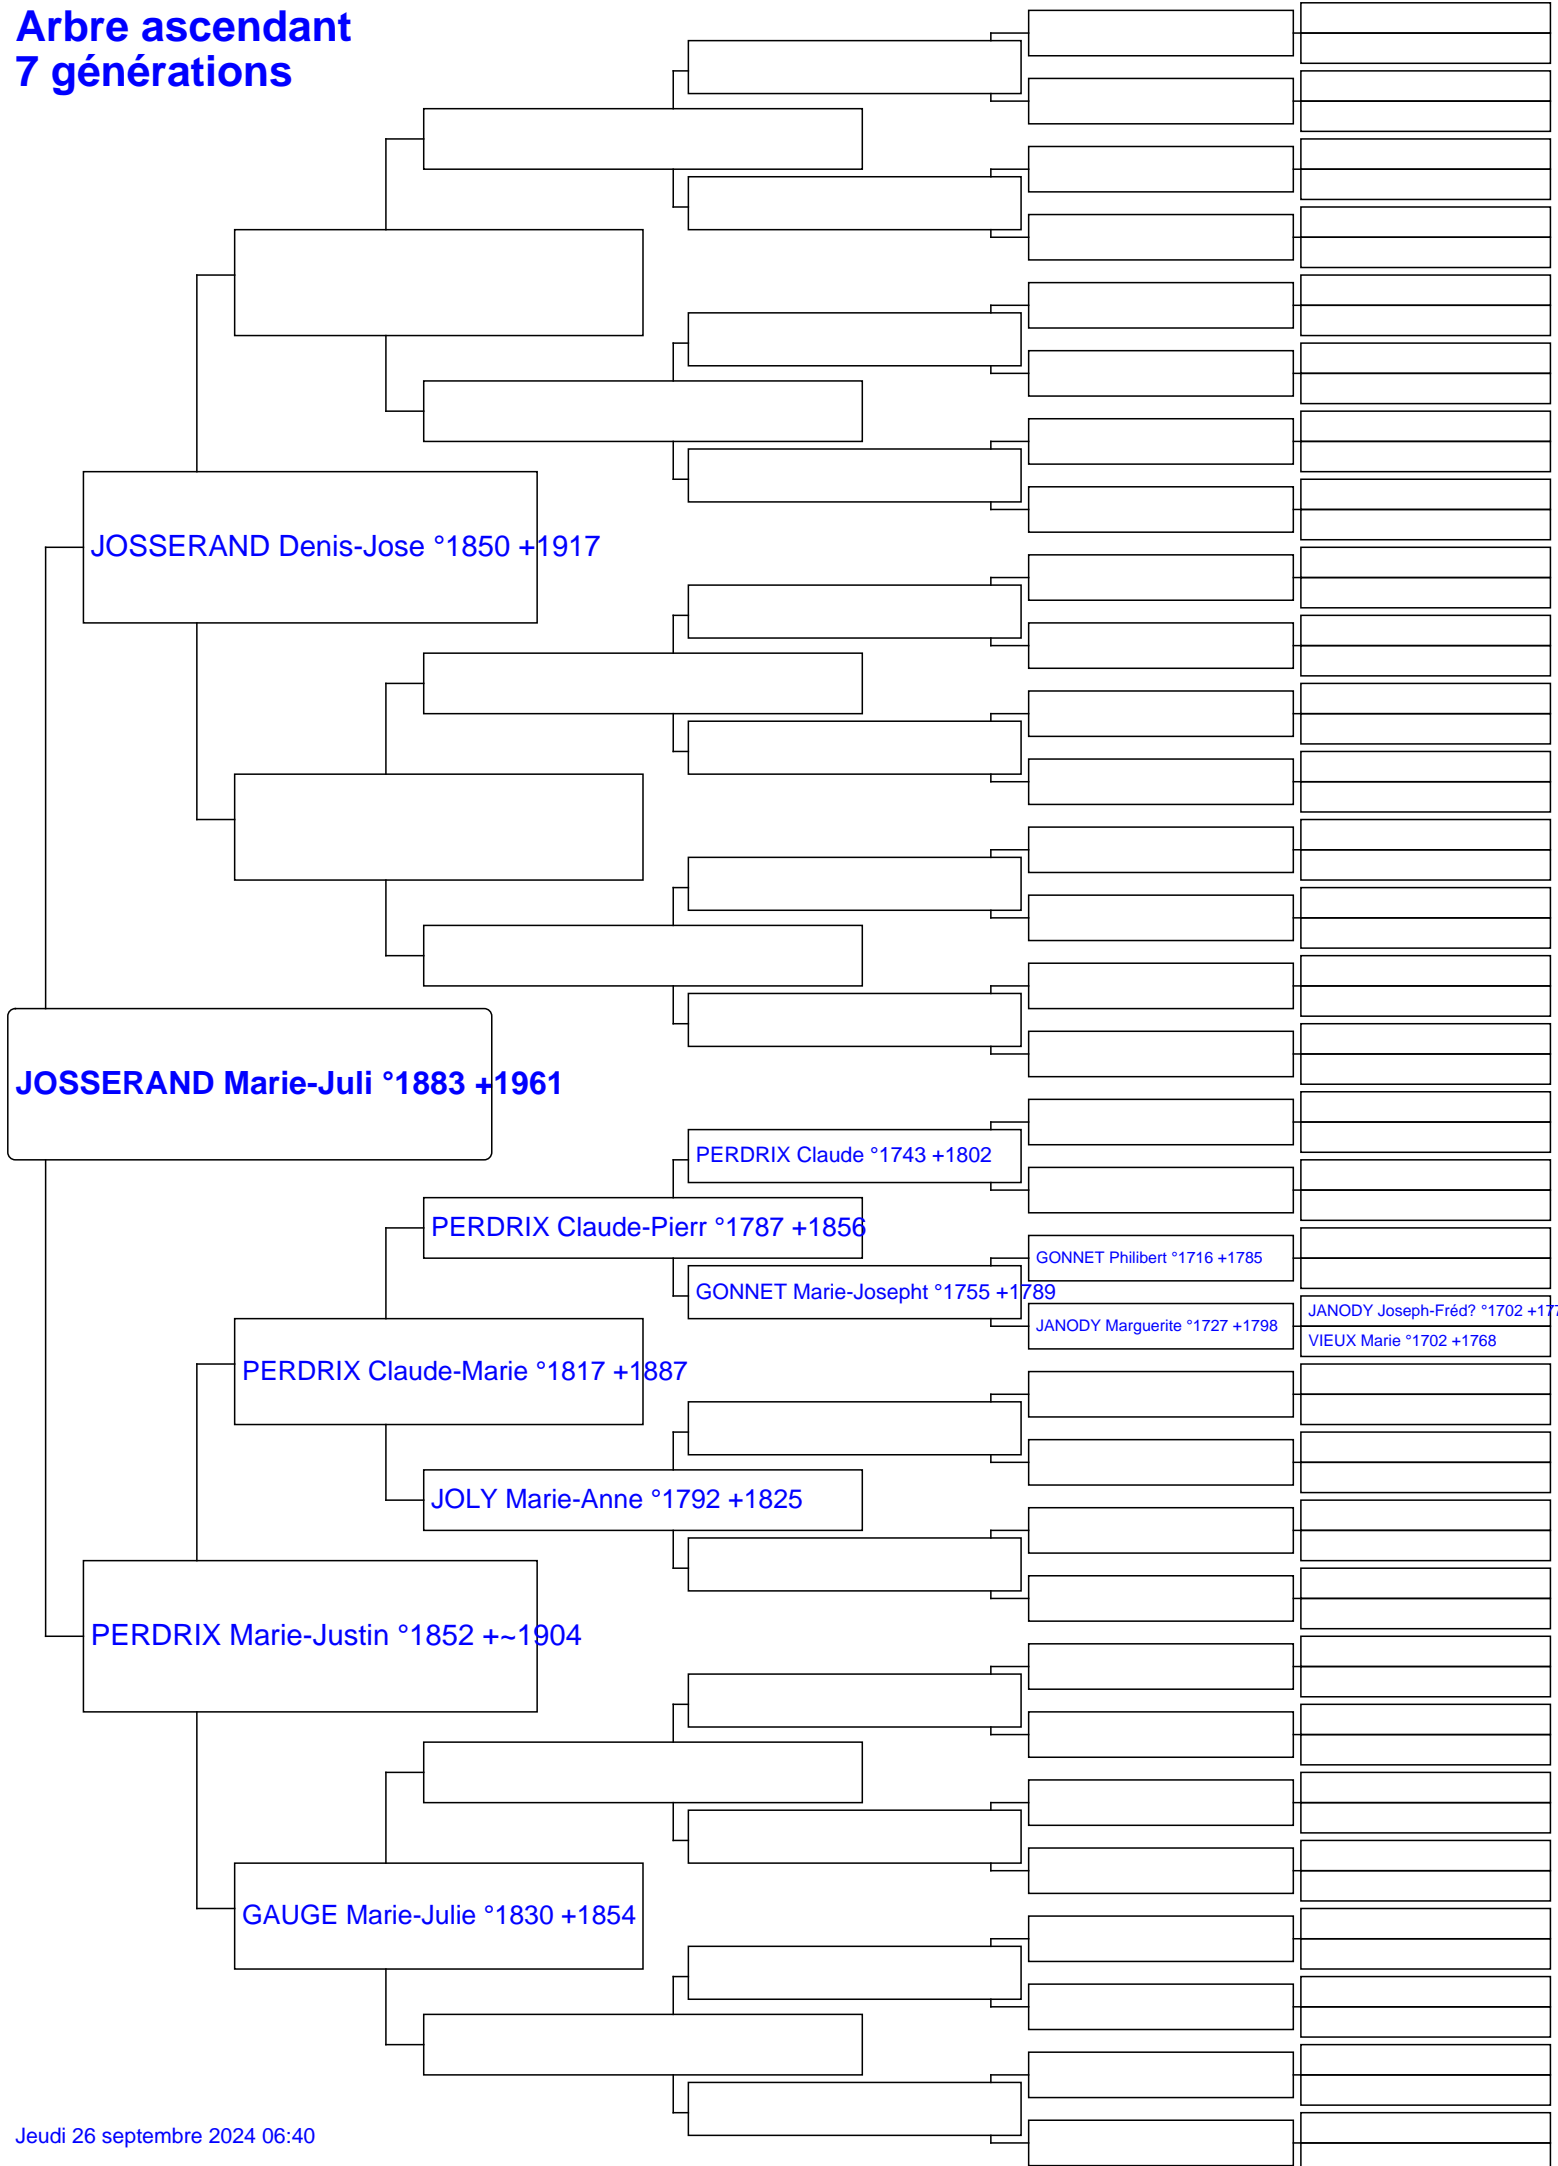 Arbre ascendant
7 générations
JOSSERAND Denis-Jose °1850 +1917
JOSSERAND Marie-Juli °1883 +1961
PERDRIX Claude °1743 +1802
PERDRIX Claude-Pierr °1787 +1856
GONNET Philibert °1716 +1785
GONNET Marie-Josepht °1755 +1789
JANODY Joseph-Fréd? °1702
JANODY Marguerite °1727 +1798
VIEUX Marie °1702 +1768
PERDRIX Claude-Marie °1817 +1887
JOLY Marie-Anne °1792 +1825
PERDRIX Marie-Justin °1852 +~1904
GAUGE Marie-Julie °1830 +1854
Jeudi 26 septembre 2024 06:40